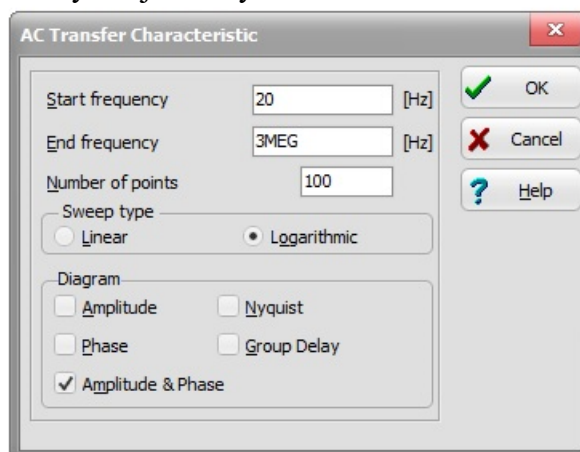 AC Transfer Characteristic
Start frequency 20 [Hz]
End frequency 3MEG [Hz]
Number of points 100
Sweep type
Linear Logarithmic
Diagram
Amplitude Nyquist
Phase Group Delay
Amplitude & Phase
OK
Cancel
? Help